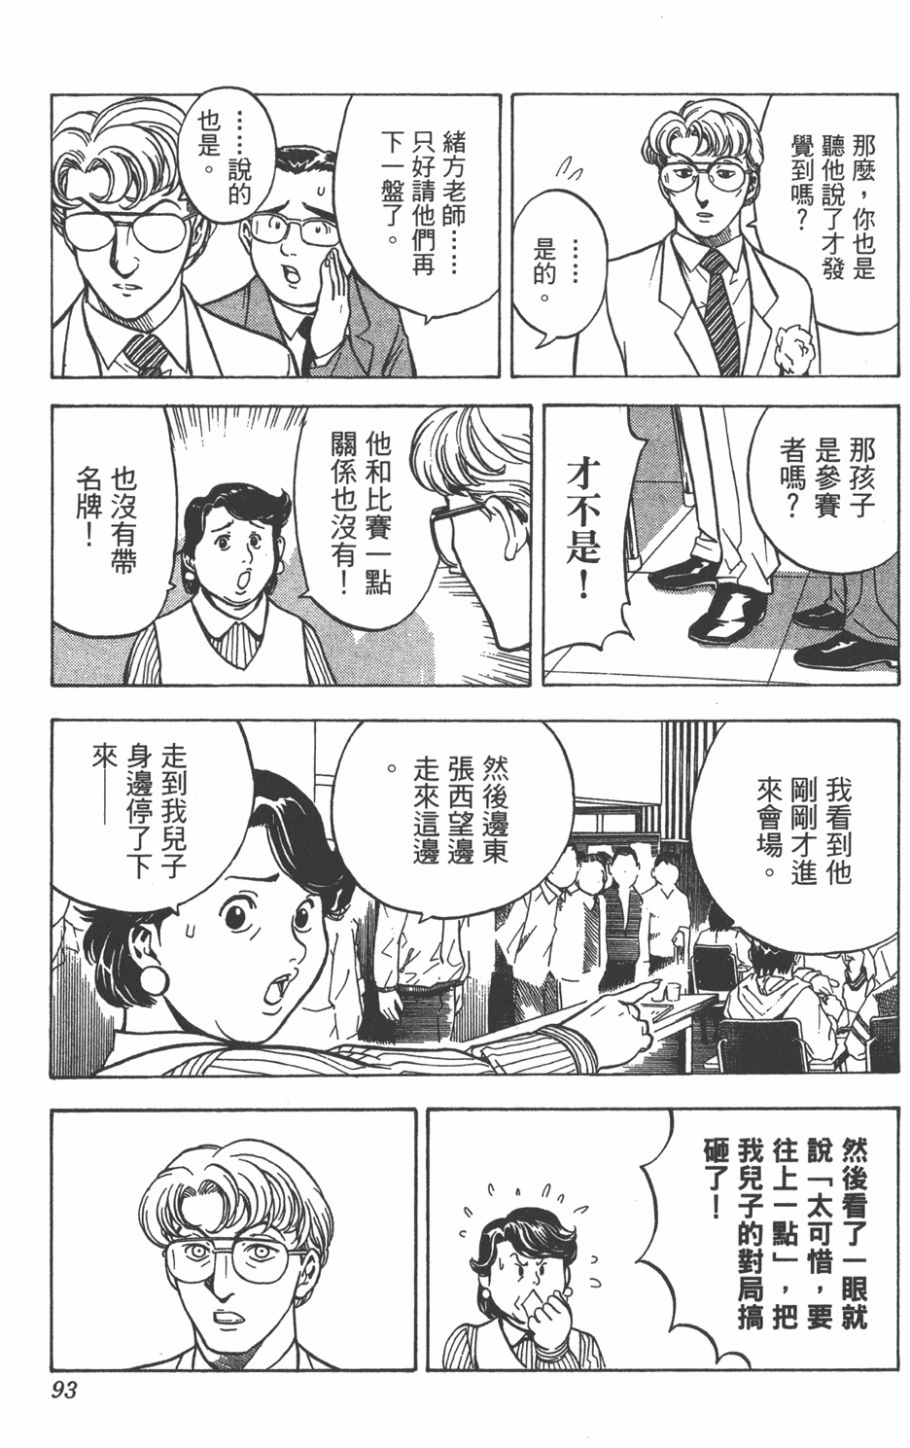 那麼，你也是
聽他說了才發
覺到嗎？
……
是的。
緒方老師……
只好請他們再
下一盤了。
……說的
也是。
那孩子
是參賽
者嗎？
才不是！
他和比賽一點
關係也沒有！
也沒有帶
名牌！
我看到他
剛剛才進
來會場。
然後邊東
張西望邊
走來這邊
。
走到我兒子
身邊停了下
來──
然後看了一眼就
說「太可惜，要
往上一點」，把
我兒子的對局搞
砸了！
93